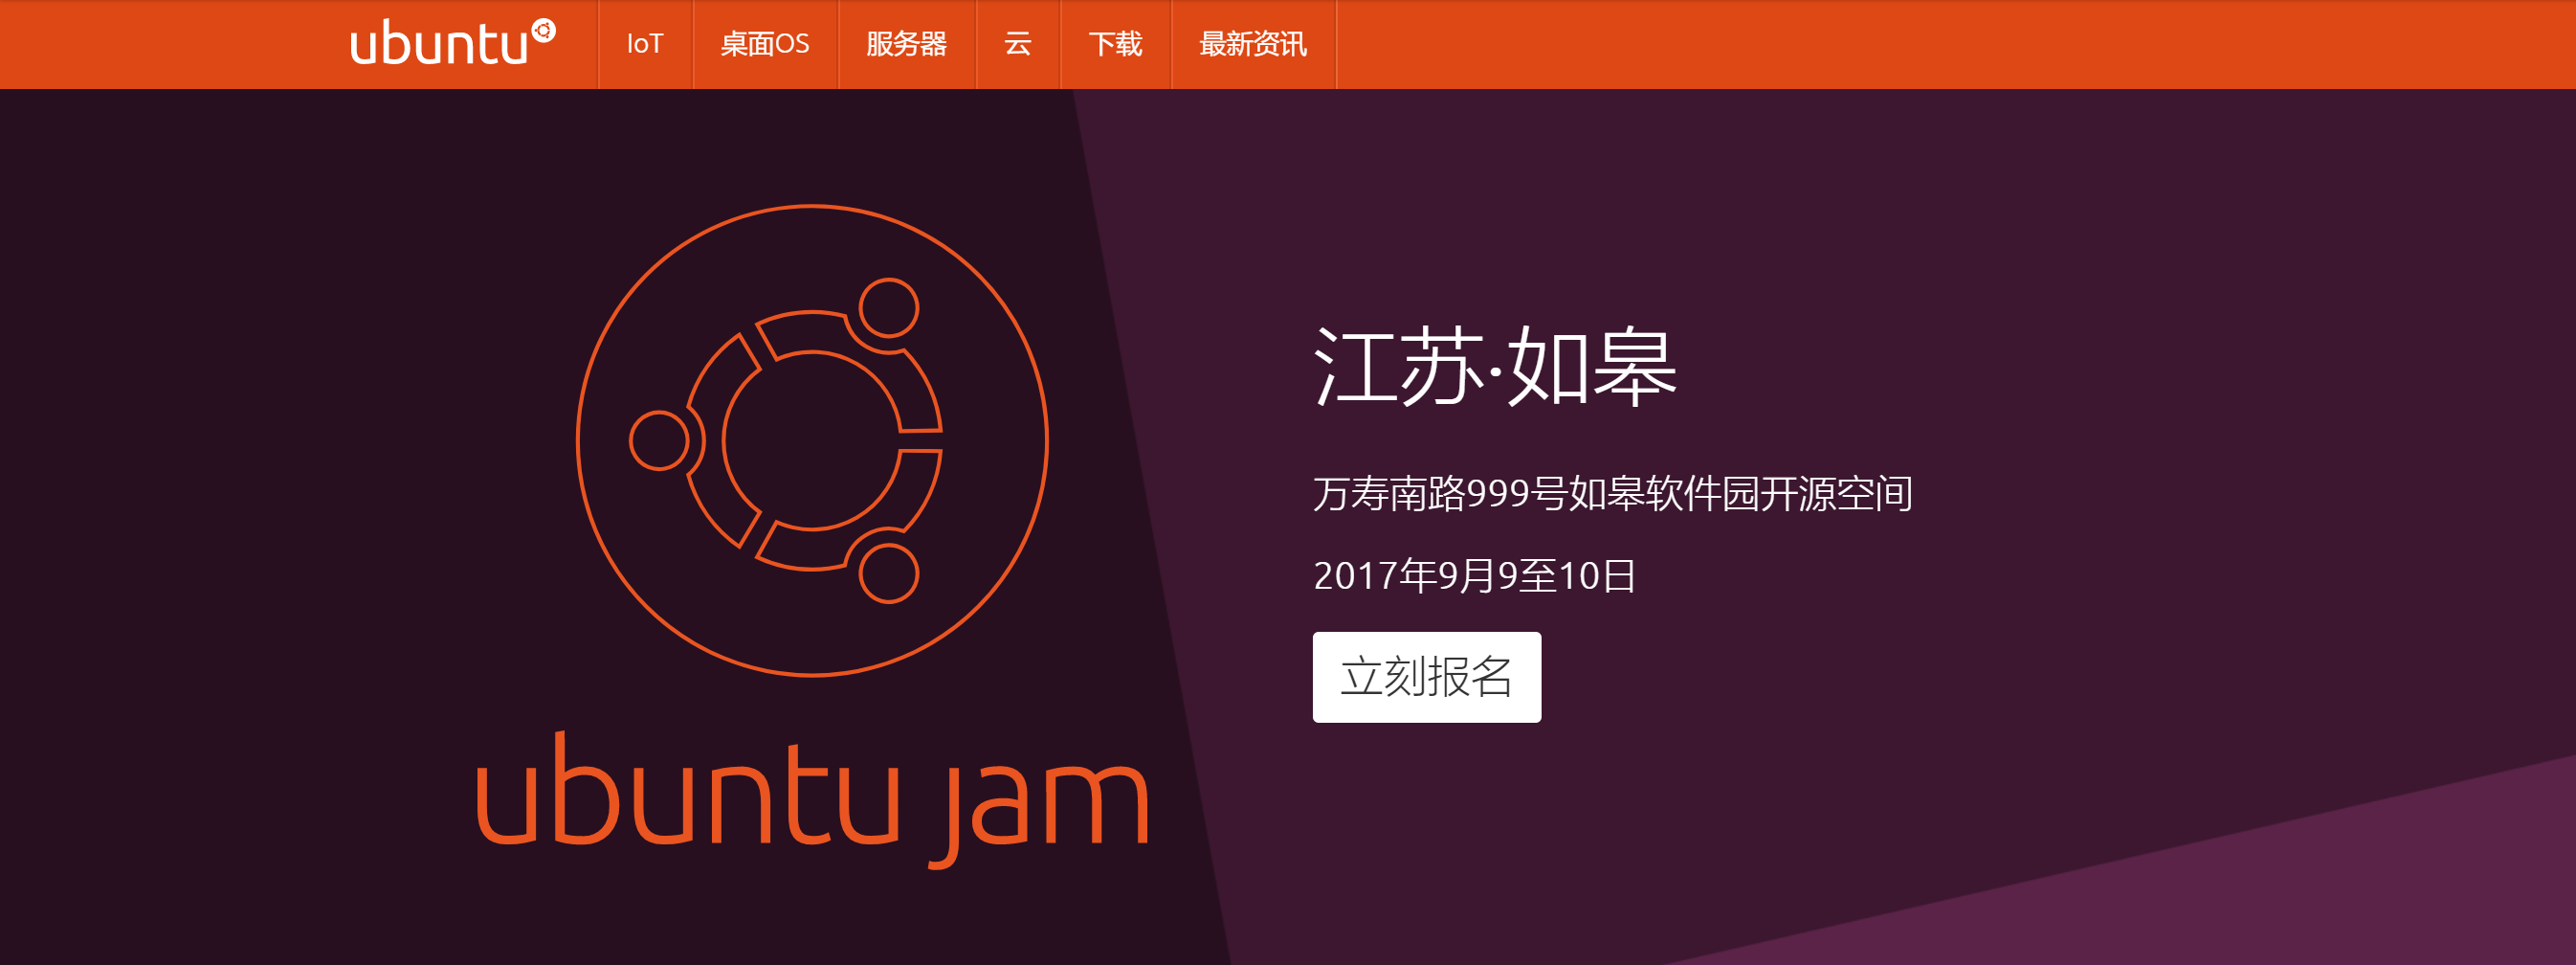 ubuntu
IoT
桌面OS
服务器
云
下载
最新资讯
ubuntu jam
江苏·如皋
万寿南路999号如皋软件园开源空间
2017年9月9至10日
立刻报名